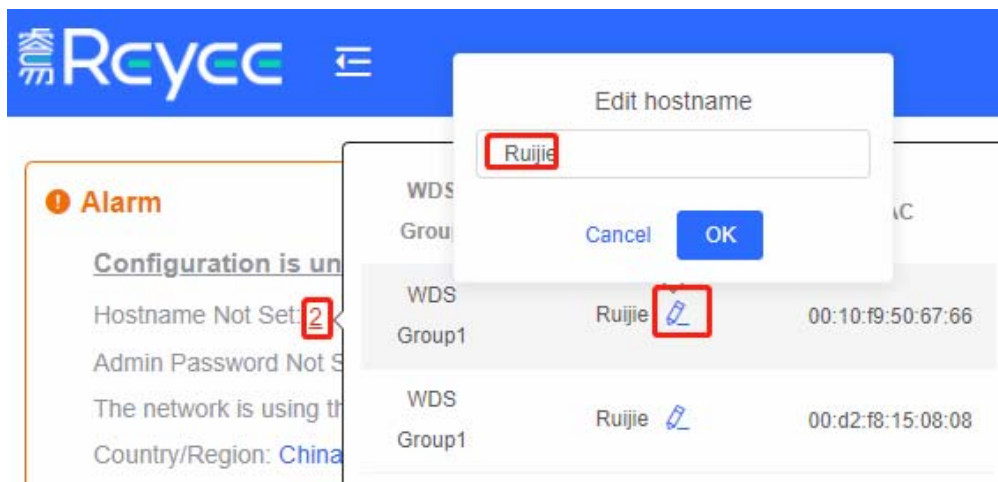 睿易 Reyee
Edit hostname
Ruijie
Cancel OK
Alarm
Configuration is un
Hostname Not Set: 2
Admin Password Not S
The network is using th
Country/Region: China
WDS
Grou
AC
WDS
Group1
Ruijie
00:10:f9:50:67:66
WDS
Group1
Ruijie
00:d2:f8:15:08:08